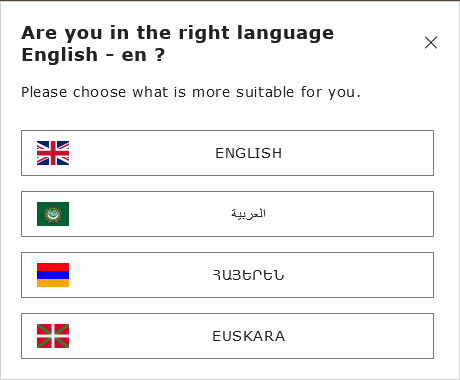 Are you in the right language
English - en ?
Please choose what is more suitable for you.
ENGLISH
العربية
ՀԱՅԵՐԵՆ
EUSKARA